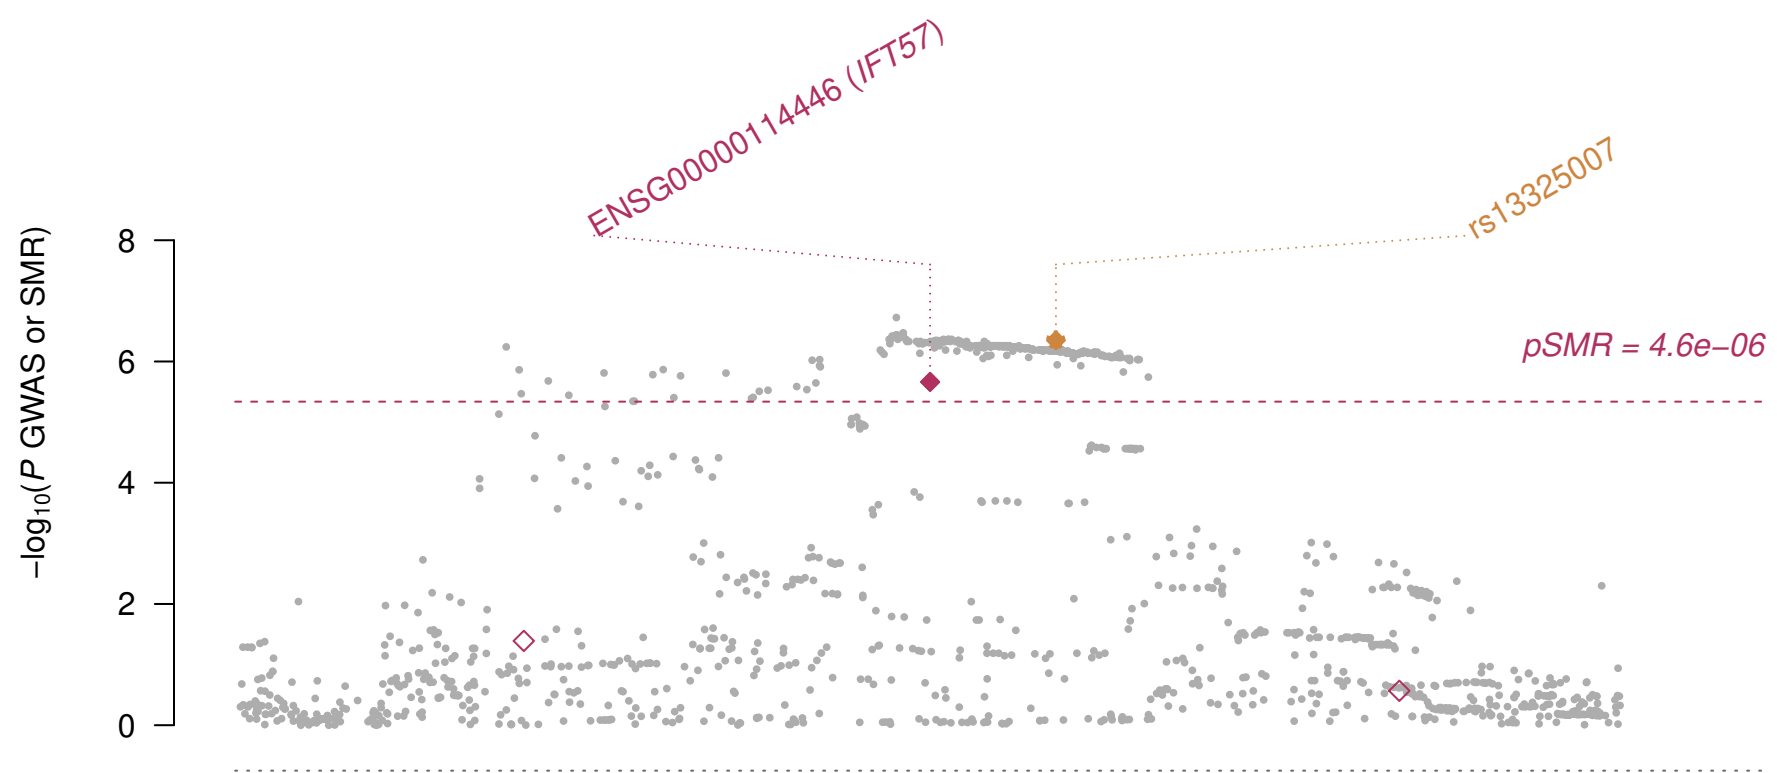 ENSG00000114446 (IFT57)
rs13325007
−log10(P GWAS or SMR)
8
6
4
2
0
pSMR = 4.6e−06